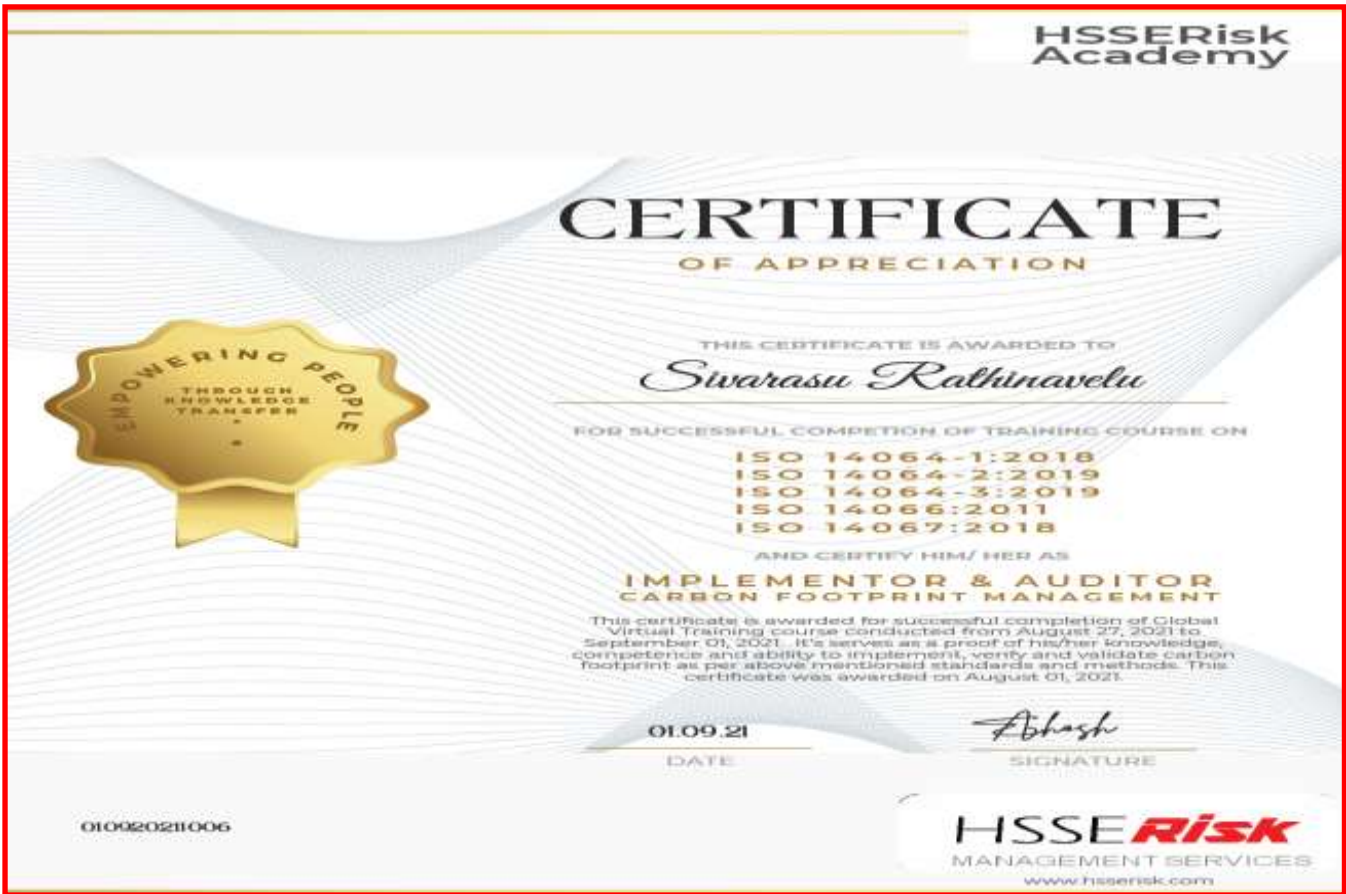 HSSERisk
Academy
CERTIFICATE
OF APPRECIATION
THIS CERTIFICATE IS AWARDED TO
Sivarasu Rathinavelu
EMPOWERING PEOPLE
THROUGH
KNOWLEDGE
TRANSFER
FOR SUCCESSFUL COMPETION OF TRAINING COURSE ON
ISO 14064-1:2018
ISO 14064-2:2019
ISO 14064-3:2019
ISO 14066:2011
ISO 14067:2018
AND CERTIFY HIM/ HER AS
IMPLEMENTOR & AUDITOR
CARBON FOOTPRINT MANAGEMENT
This certificate is awarded for successful completion of Global
Virtual Training course conducted from August 27, 2021 to
September 01, 2021. It's serves as a proof of his/her knowledge,
competence and ability to implement, verify and validate carbon
footprint as per above mentioned standards and methods. This
certificate was awarded on August 01, 2021.
01.09.21
Abhash
DATE
SIGNATURE
010920211006
HSSE Risk
MANAGEMENT SERVICES
www.hsserisk.com